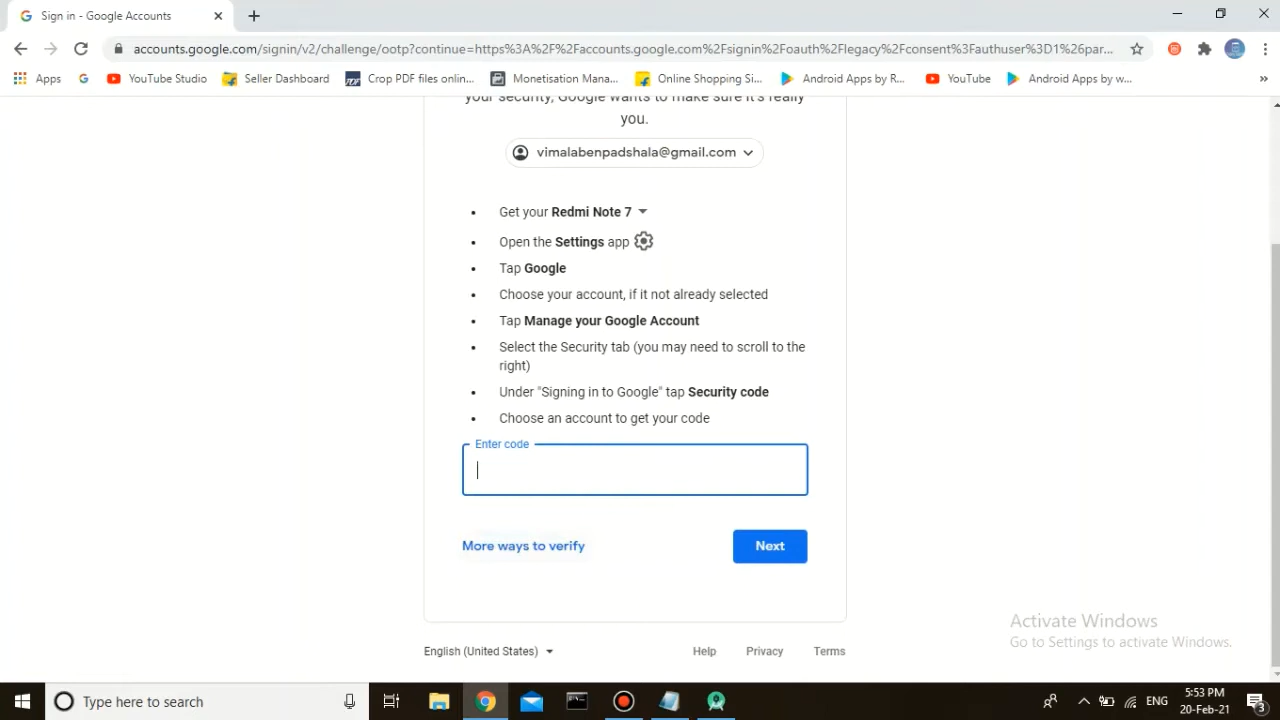 Sign in - Google Accounts
accounts.google.com/signin/v2/challenge/ootp?continue=https%3A%2F%2Faccounts.google.com%2Fsignin%2Foauth%2Flegacy%2Fconsent%3Fauthuser%3D1%26par...
Apps
YouTube Studio
Seller Dashboard
Crop PDF files onlin...
Monetisation Mana...
Online Shopping Si...
Android Apps by R...
YouTube
Android Apps by w...
»
your security, Google wants to make sure it's really
you.
vimalabenpadshala@gmail.com
• Get your Redmi Note 7
• Open the Settings app
• Tap Google
• Choose your account, if it not already selected
• Tap Manage your Google Account
• Select the Security tab (you may need to scroll to the
right)
• Under "Signing in to Google" tap Security code
• Choose an account to get your code
Enter code
More ways to verify
Next
Activate Windows
Go to Settings to activate Windows.
English (United States)
Help
Privacy
Terms
Type here to search
ENG
5:53 PM
20-Feb-21
3